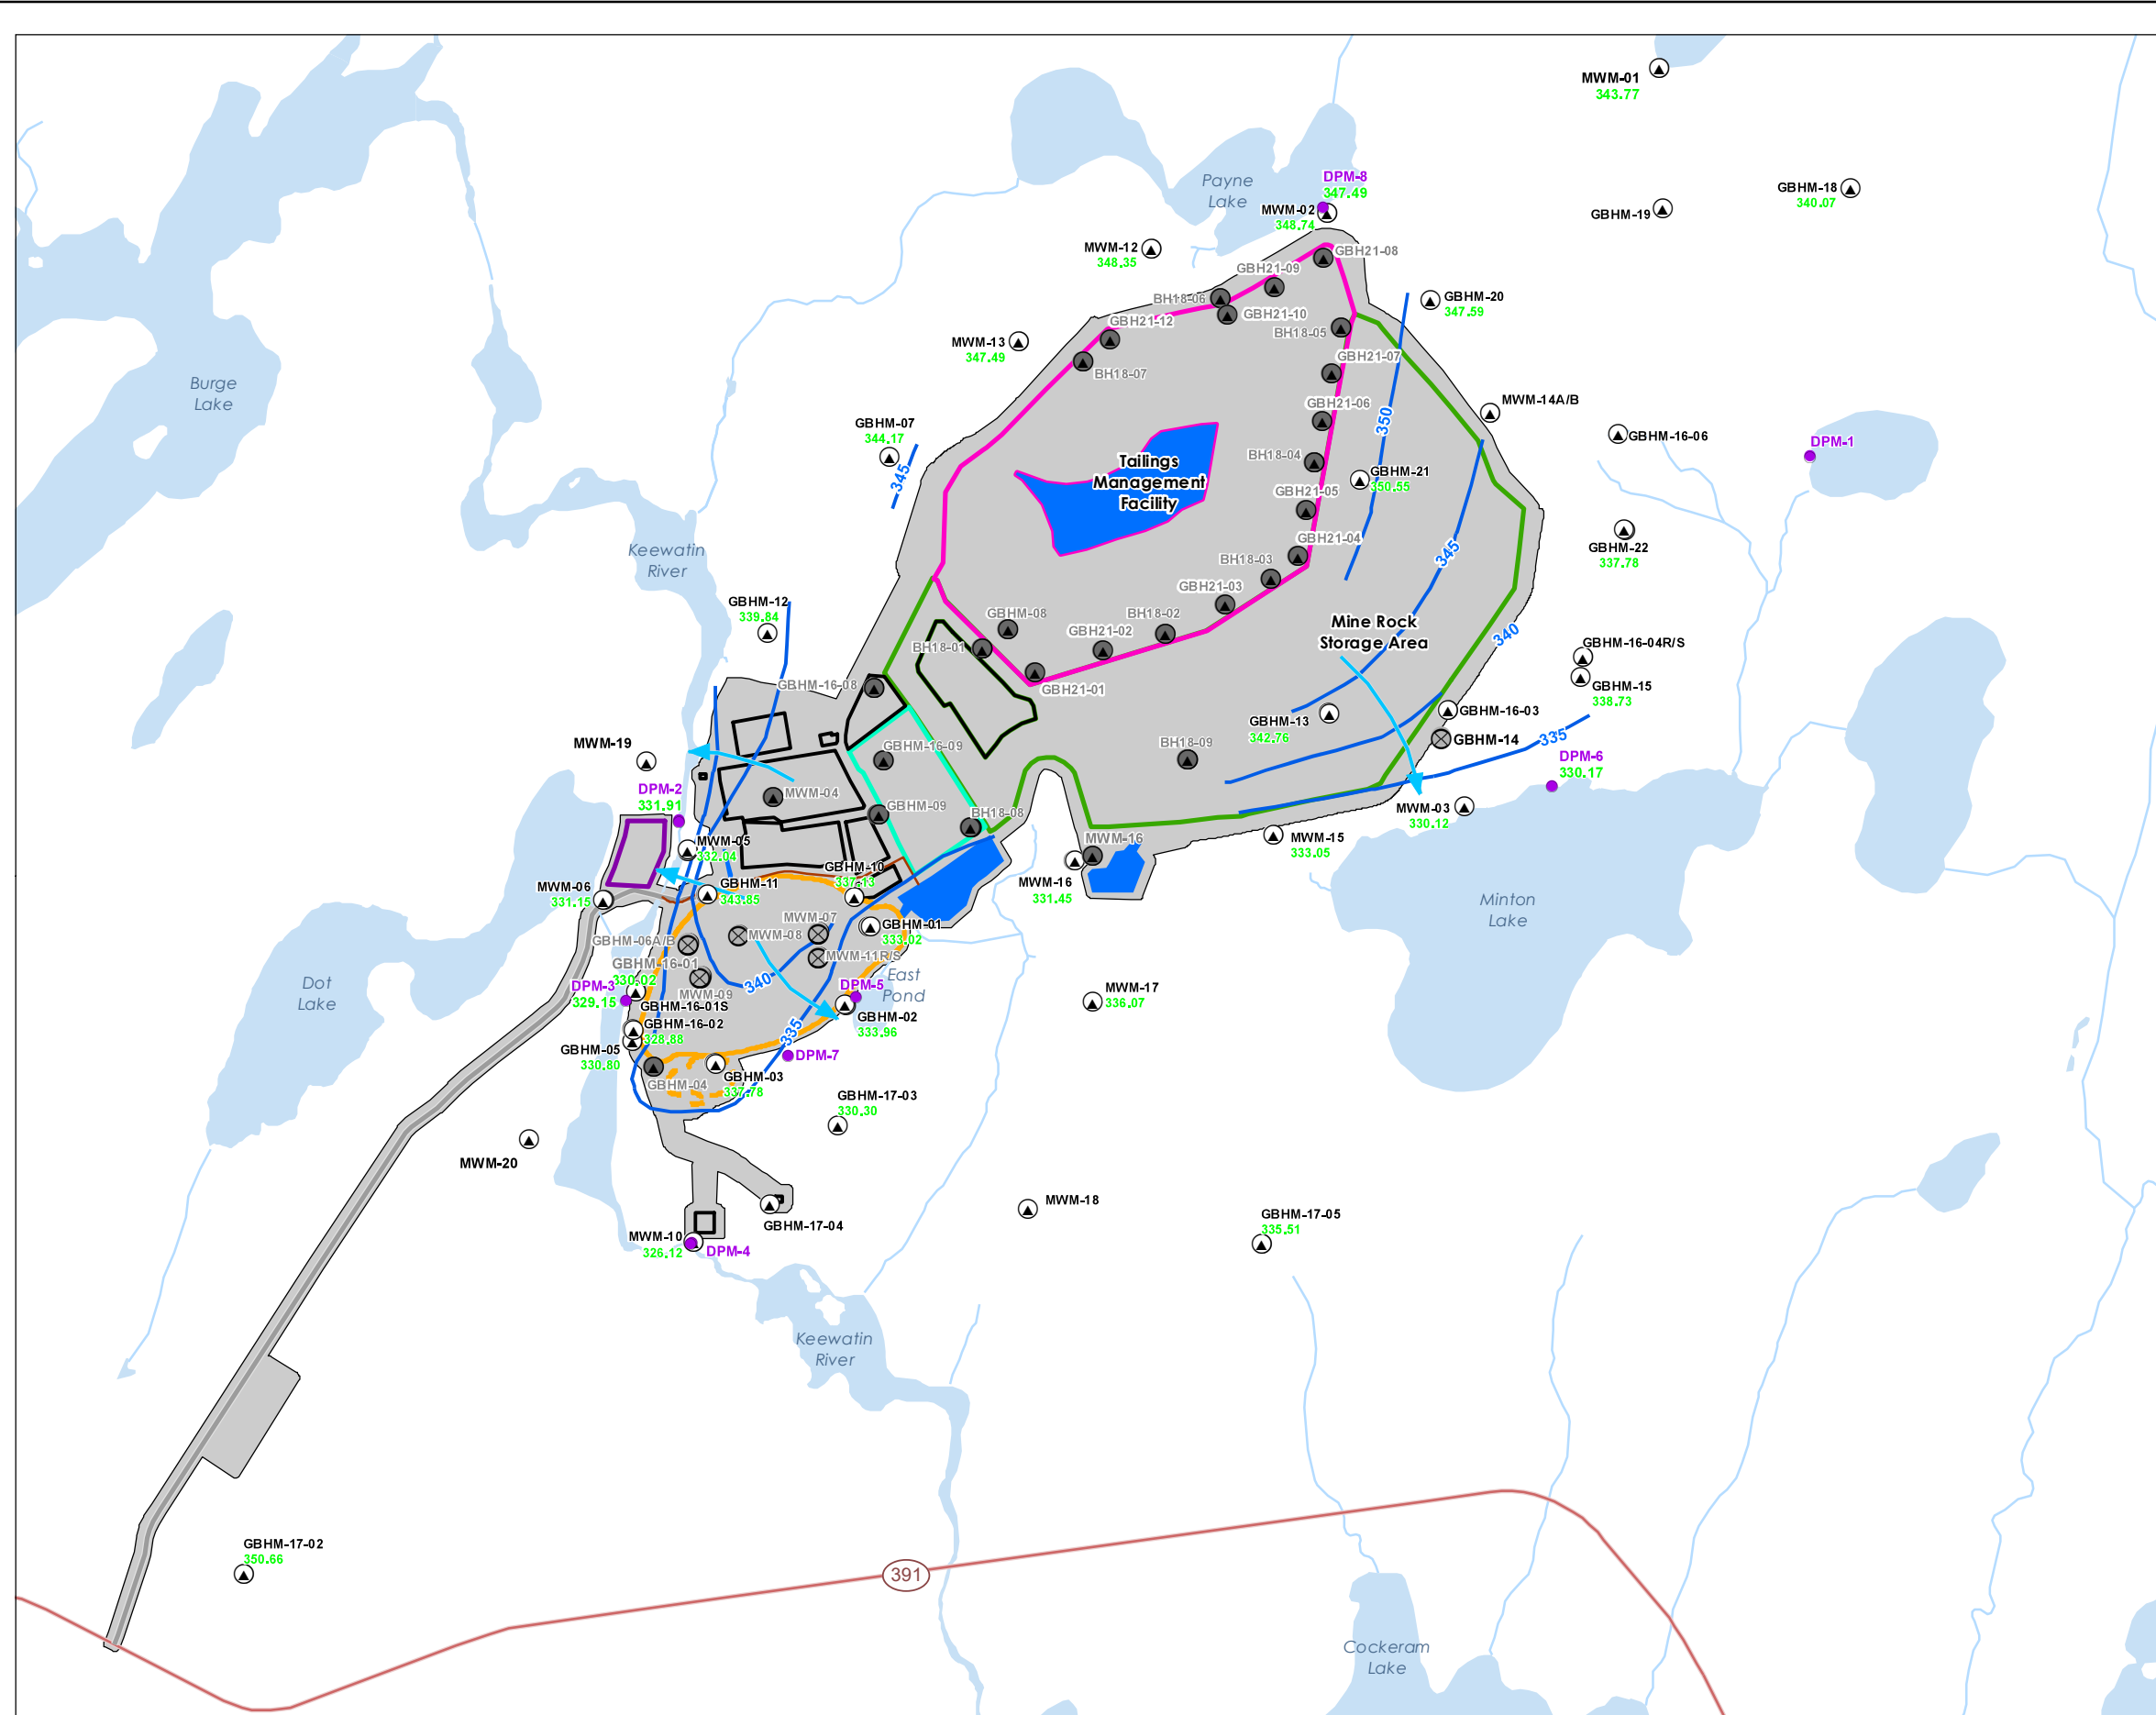 MWM-01
343.77
DPM-8
347.49
Payne
Lake
MWM-02
348.74
GBHM-18
340.07
GBHM-19
MWM-12
348.35
GBH21-08
GBH21-09
BH18-06
GBH21-10
GBHM-20
347.59
GBH21-12
BH18-05
MWM-13
347.49
GBH21-07
BH18-07
Burge
Lake
GBH21-06
MWM-14A/B
350
GBHM-07
344.17
GBHM-16-06
DPM-1
345
Tailings
Management
Facility
BH18-04
GBHM-21
350.55
GBH21-05
Keewatin
River
GBH21-04
345
GBHM-22
337.78
BH18-03
GBH21-03
GBHM-12
339.84
GBHM-08
BH18-02
Mine Rock
Storage Area
340
GBH21-02
BH18-01
GBHM-16-04R/S
GBHM-16-08
GBH21-01
GBHM-15
338.73
GBHM-16-03
GBHM-13
342.76
335
GBHM-14
MWM-19
GBHM-16-09
BH18-09
DPM-6
330.17
DPM-2
331.91
MWM-04
GBHM-09
BH18-08
MWM-03
330.12
MWM-05
332.04
MWM-16
MWM-15
333.05
GBHM-10
337.13
MWM-16
331.45
MWM-06
331.15
GBHM-11
343.85
Minton
Lake
MWM-07
GBHM-01
333.02
GBHM-06A/B
MWM-08
MWM-11R/S
GBHM-16-01
330.02
East
Pond
Dot
Lake
DPM-3
329.15
MWM-09
340
DPM-5
MWM-17
336.07
GBHM-16-01S
GBHM-02
333.96
GBHM-16-02
328.88
335
GBHM-05
330.80
DPM-7
GBHM-04
GBHM-03
337.78
GBHM-17-03
330.30
MWM-20
MWM-18
GBHM-17-04
GBHM-17-05
335.51
MWM-10
326.12
DPM-4
Keewatin
River
GBHM-17-02
350.66
391
Cockeram
Lake